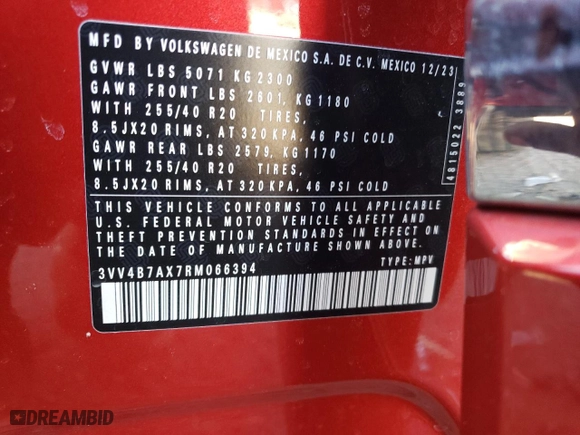 MFD BY VOLKSWAGEN DE MEXICO S.A. DE C.V. MEXICO 12/23
GVWR LBS 5071 KG 2300
GAWR FRONT LBS 2601, KG 1180
WITH 255/40 R20 TIRES,
8.5JX20 RIMS, AT 320 KPA, 46 PSI COLD
GAWR REAR LBS 2579, KG 1170
WITH 255/40 R20 TIRES,
8.5JX20 RIMS, AT 320 KPA, 46 PSI COLD
THIS VEHICLE CONFORMS TO ALL APPLICABLE
U.S. FEDERAL MOTOR VEHICLE SAFETY AND
THEFT PREVENTION STANDARDS IN EFFECT ON
THE DATE OF MANUFACTURE SHOWN ABOVE.
3VV4B7AX7RM066394 TYPE: MPV
4815022 3889
DREAMBID